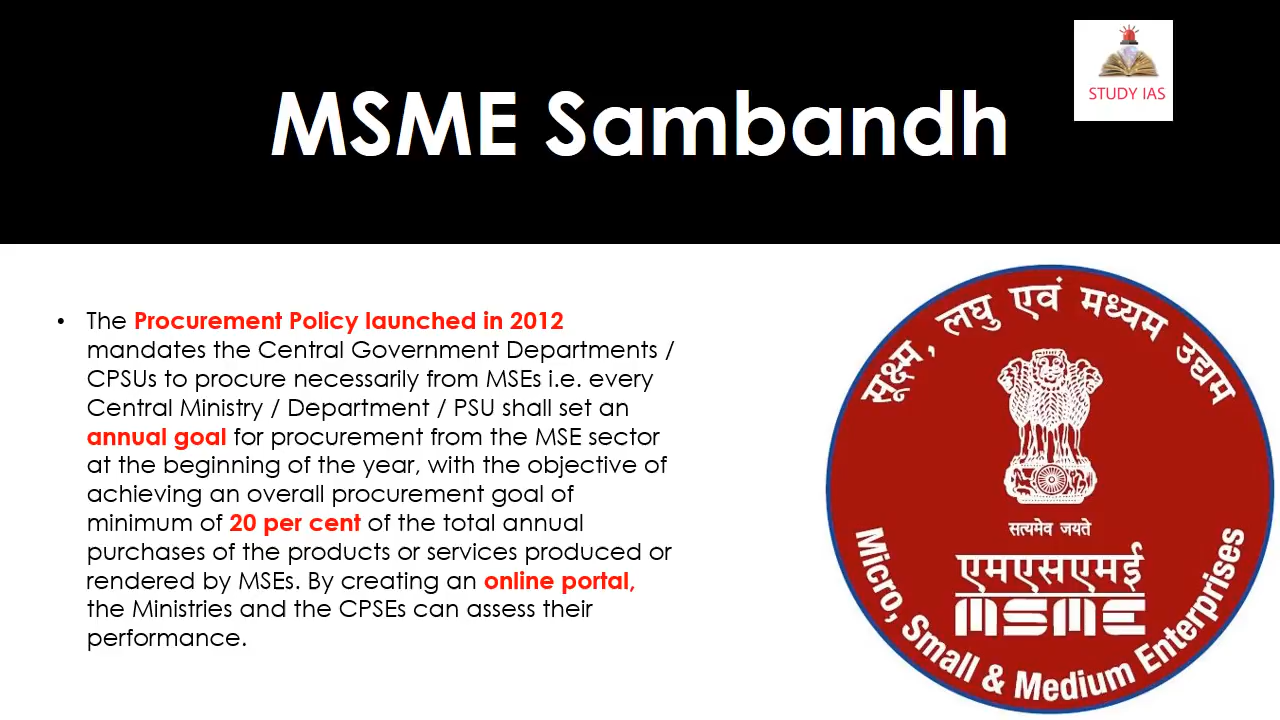 MSME Sambandh
STUDY IAS
• The Procurement Policy launched in 2012
mandates the Central Government Departments /
CPSUs to procure necessarily from MSEs i.e. every
Central Ministry / Department / PSU shall set an
annual goal for procurement from the MSE sector
at the beginning of the year, with the objective of
achieving an overall procurement goal of
minimum of 20 per cent of the total annual
purchases of the products or services produced or
rendered by MSEs. By creating an online portal,
the Ministries and the CPSEs can assess their
performance.
सूक्ष्म, लघु एवं मध्यम उद्यम
सत्यमेव जयते
एमएसएमई
MSME
Micro, Small & Medium Enterprises